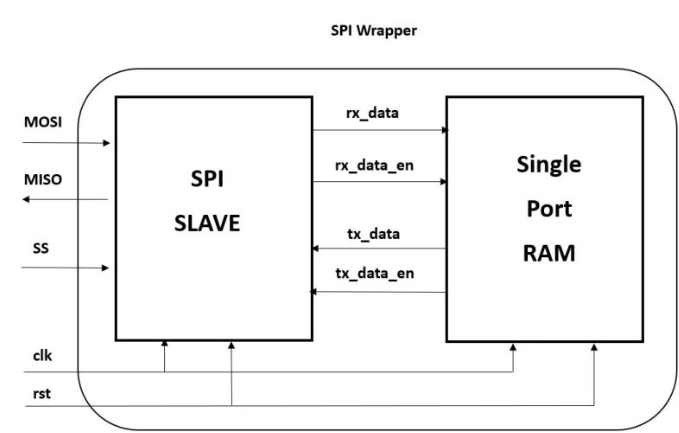 SPI Wrapper
MOSI
MISO
SS
clk
rst
SPI
SLAVE
rx_data
rx_data_en
tx_data
tx_data_en
Single
Port
RAM